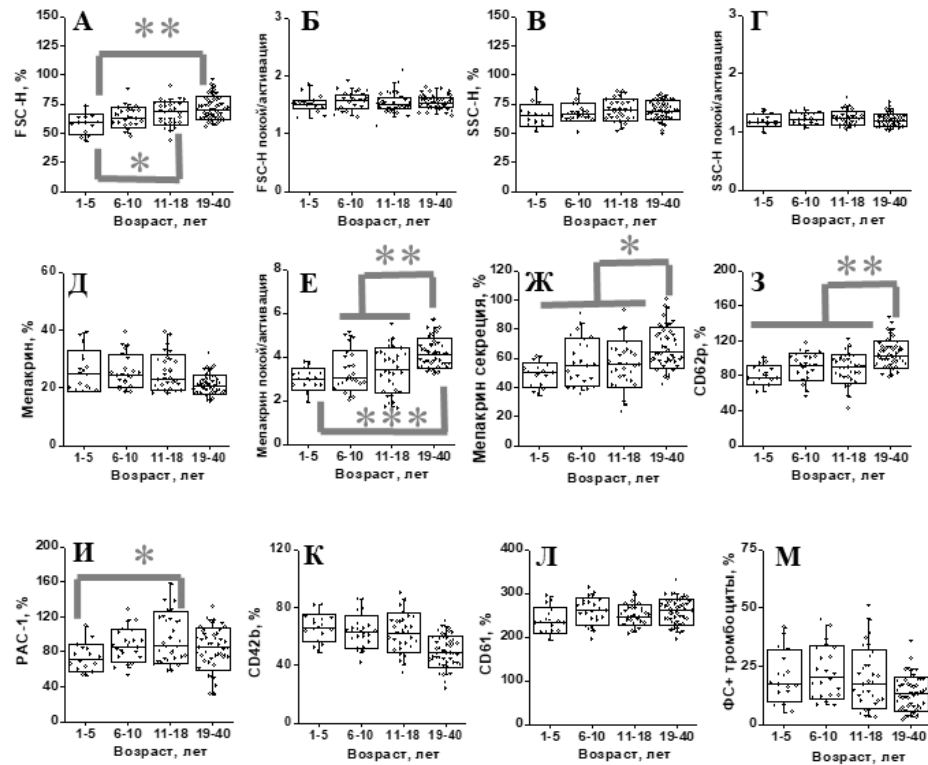 А
FSC-H, %
150
125
100
75
50
25
0
**
*
1-5 6-10 11-18 19-40
Возраст, лет
Б
FSC-H покой/активация
3
2
1
0
1-5 6-10 11-18 19-40
Возраст, лет
В
SSC-H, %
150
125
100
75
50
25
0
1-5 6-10 11-18 19-40
Возраст, лет
Г
SSC-H покой/активация
3
2
1
0
1-5 6-10 11-18 19-40
Возраст, лет
Д
Мепакрин, %
60
40
20
0
1-5 6-10 11-18 19-40
Возраст, лет
Е
Мепакрин покой/активация
8
6
4
2
0
**
***
1-5 6-10 11-18 19-40
Возраст, лет
Ж
Мепакрин секреция, %
120
100
80
60
40
20
0
*
1-5 6-10 11-18 19-40
Возраст, лет
З
CD62p, %
200
160
120
80
40
0
**
1-5 6-10 11-18 19-40
Возраст, лет
И
PAC-1, %
200
160
120
80
40
0
*
1-5 6-10 11-18 19-40
Возраст, лет
К
CD42b, %
120
80
40
0
1-5 6-10 11-18 19-40
Возраст, лет
Л
CD61, %
400
300
200
100
0
1-5 6-10 11-18 19-40
Возраст, лет
М
ФС+ тромбоциты, %
75
50
25
0
1-5 6-10 11-18 19-40
Возраст, лет